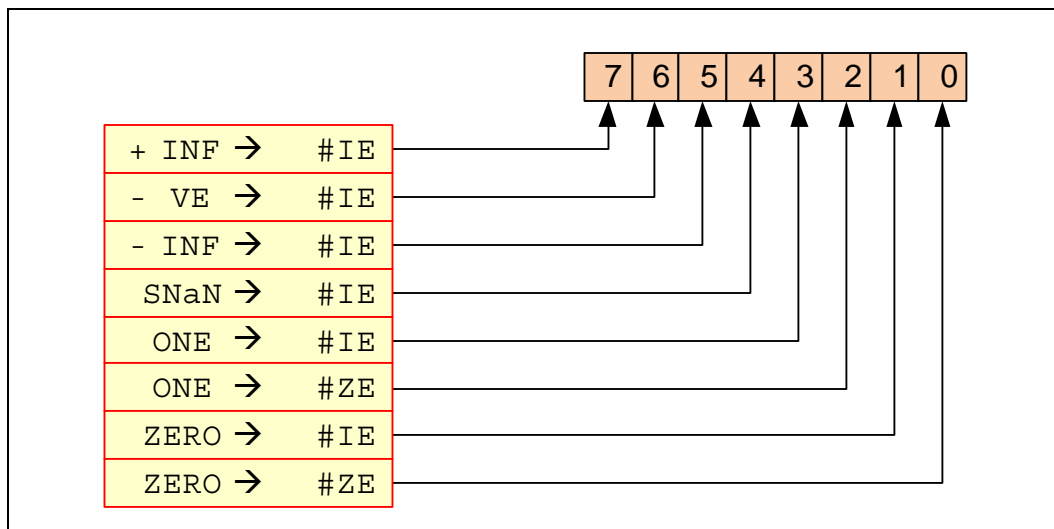 7 6 5 4 3 2 1 0
+ INF → #IE
- VE → #IE
- INF → #IE
SNaN → #IE
ONE → #IE
ONE → #ZE
ZERO → #IE
ZERO → #ZE